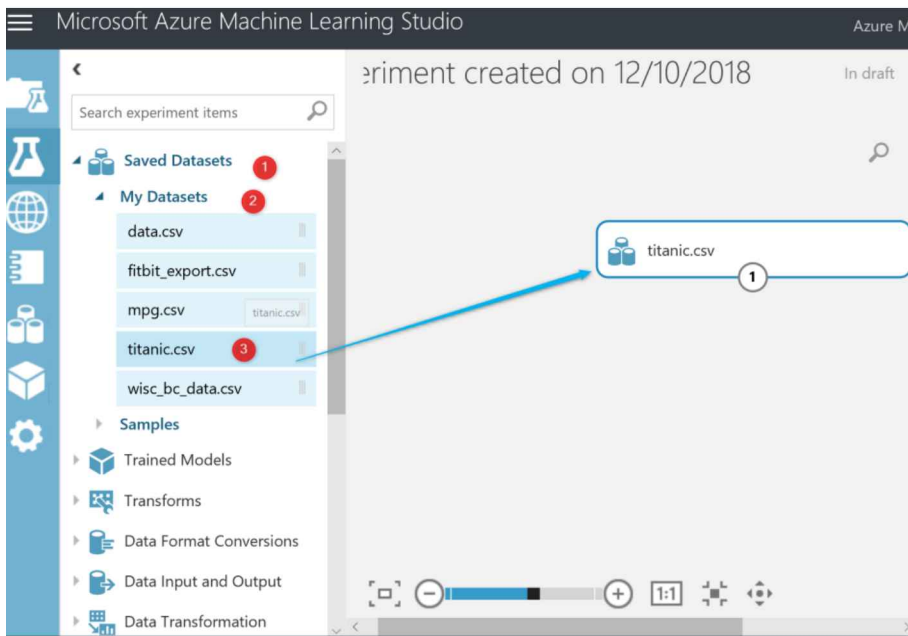 Microsoft Azure Machine Learning Studio
Azure M
eriment created on 12/10/2018
In draft
Search experiment items
Saved Datasets
1
My Datasets
2
data.csv
fitbit_export.csv
mpg.csv
titanic.csv
titanic.csv
3
wisc_bc_data.csv
Samples
Trained Models
Transforms
Data Format Conversions
Data Input and Output
Data Transformation
titanic.csv
1
1:1